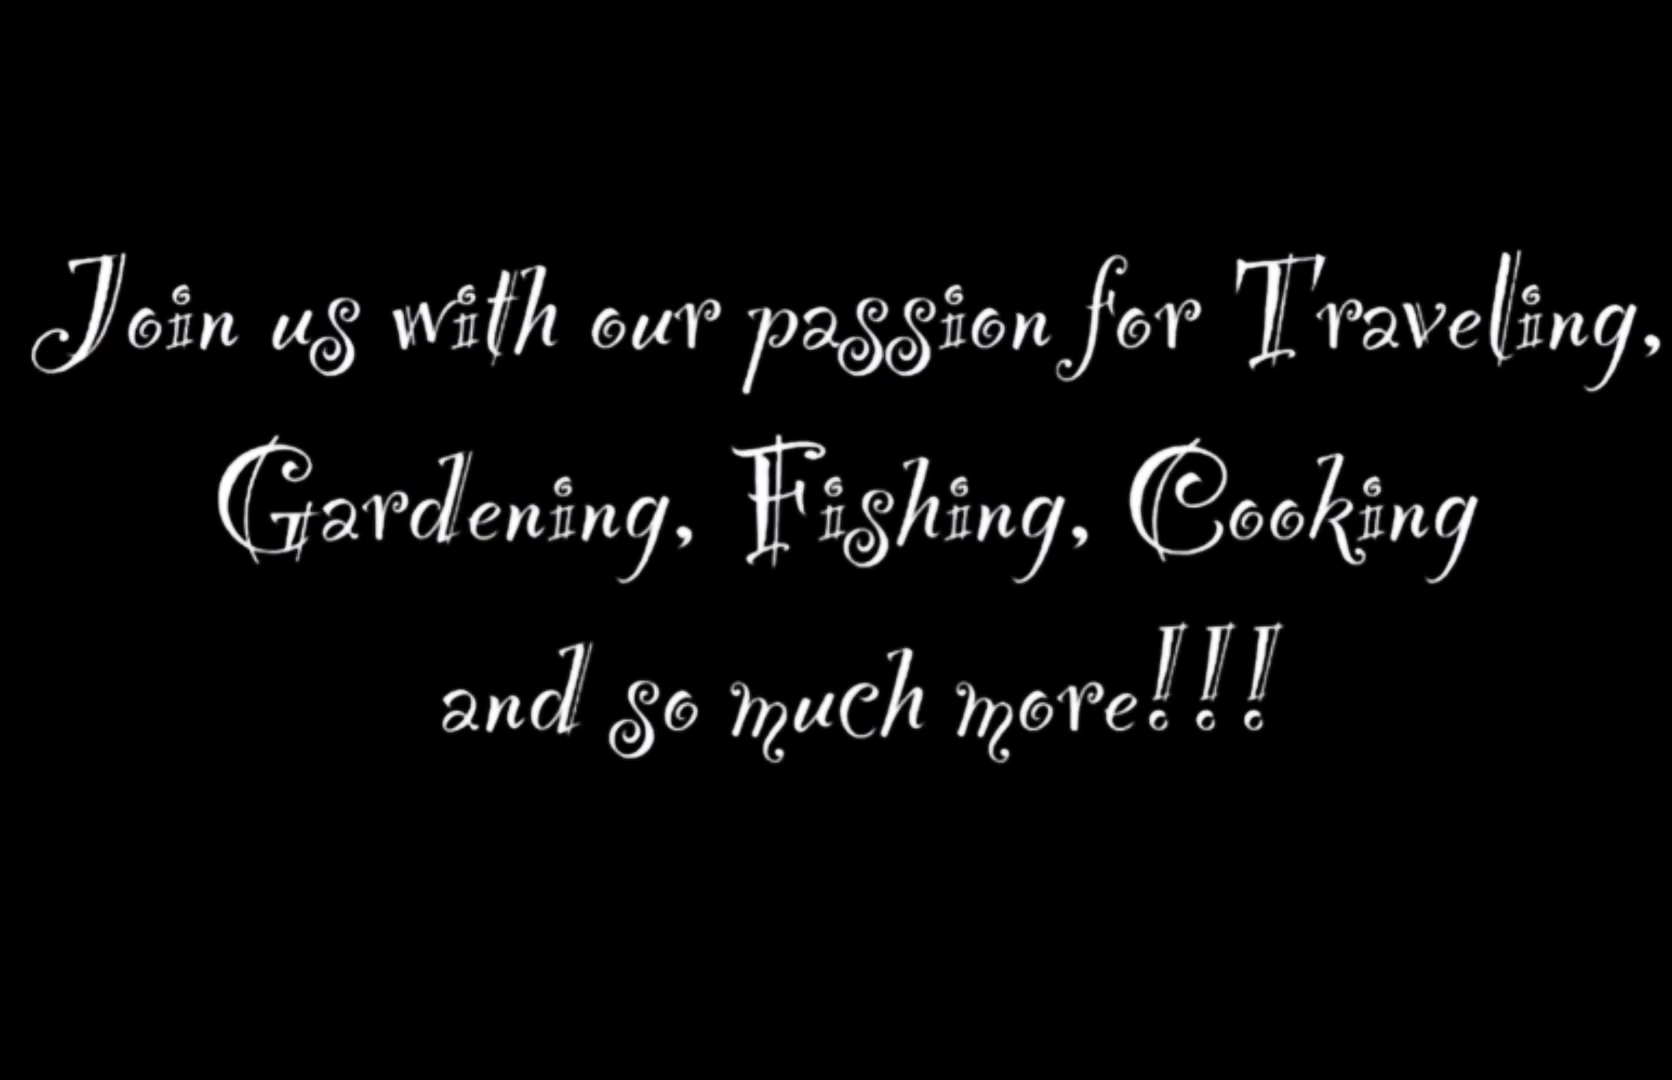 Join us with our passion for Traveling,
Gardening, Fishing, Cooking
and so much more!!!